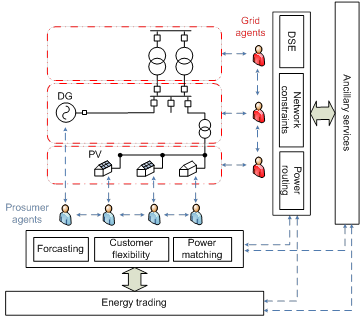 Grid
agents
DSE
Network
constraints
Power
routing
Ancillary services
DG
PV
Prosumer
agents
Forcasting
Customer
flexibility
Power
matching
Energy trading